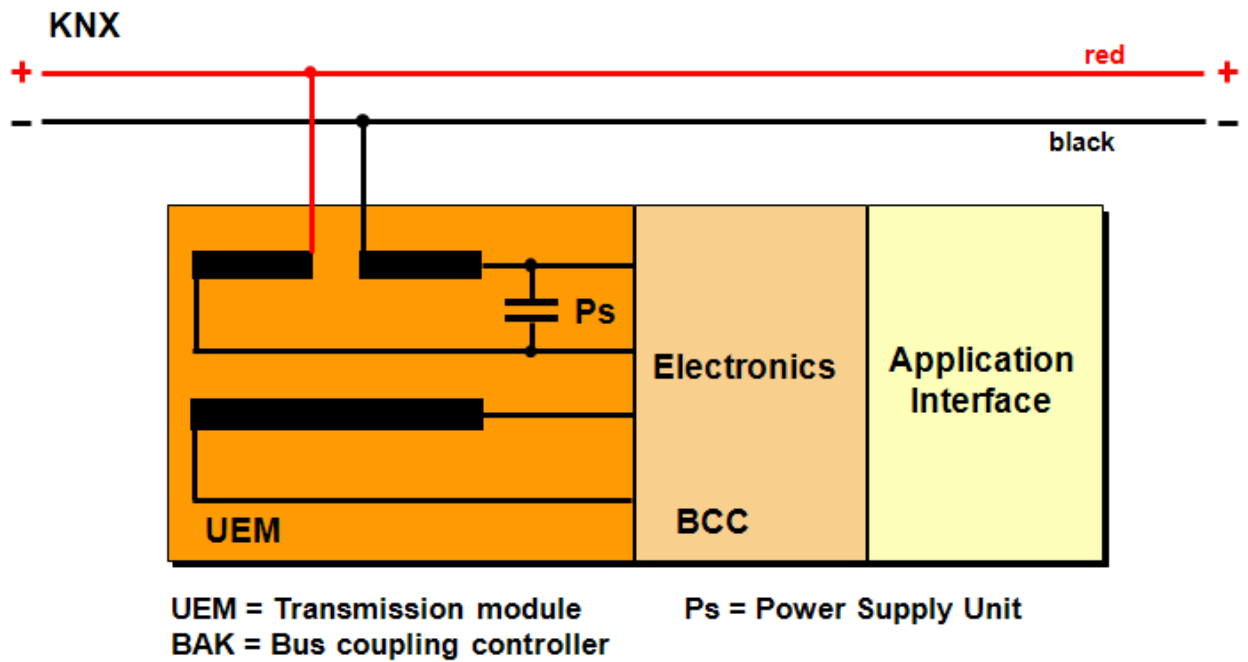 KNX
+ red +
– black –
Ps
Electronics
Application
Interface
UEM
BCC
UEM = Transmission module
Ps = Power Supply Unit
BAK = Bus coupling controller